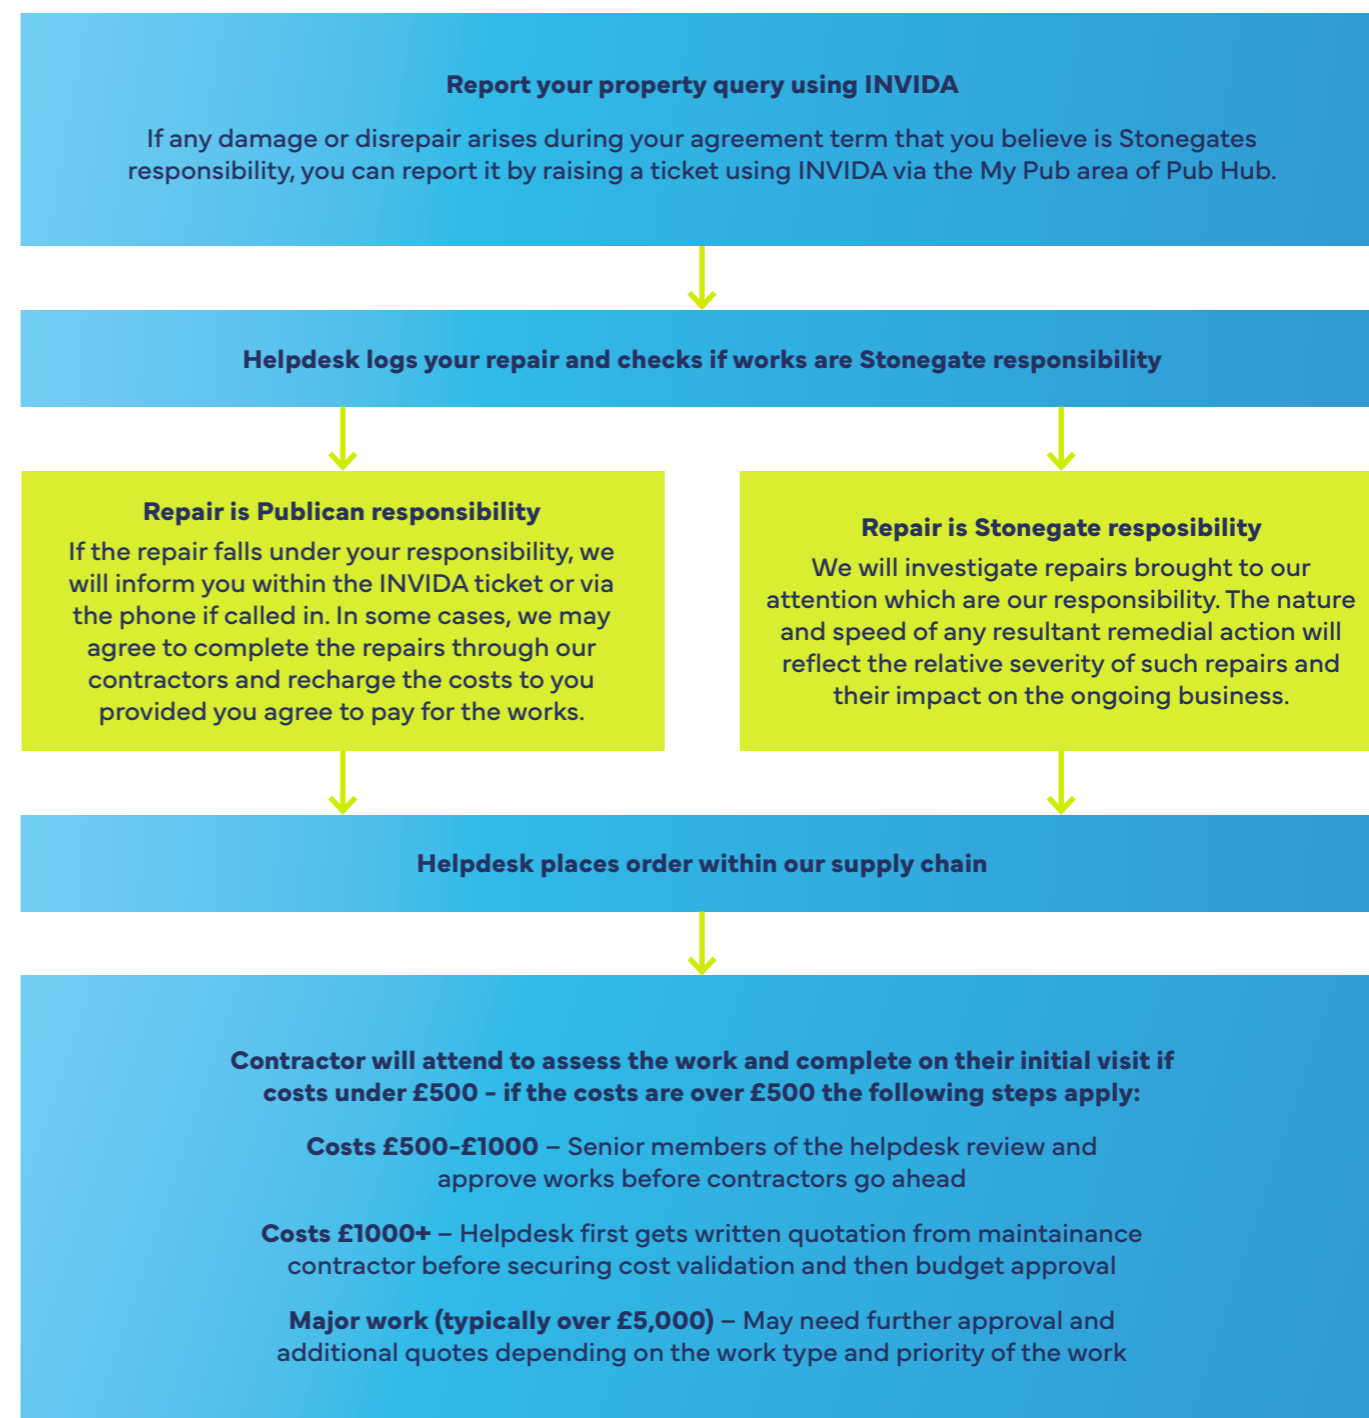 Report your property query using INVIDA
If any damage or disrepair arises during your agreement term that you believe is Stonegates
responsibility, you can report it by raising a ticket using INVIDA via the My Pub area of Pub Hub.
Helpdesk logs your repair and checks if works are Stonegate responsibility
Repair is Publican responsibility
If the repair falls under your responsibility, we
will inform you within the INVIDA ticket or via
the phone if called in. In some cases, we may
agree to complete the repairs through our
contractors and recharge the costs to you
provided you agree to pay for the works.
Repair is Stonegate resposibility
We will investigate repairs brought to our
attention which are our responsibility. The nature
and speed of any resultant remedial action will
reflect the relative severity of such repairs and
their impact on the ongoing business.
Helpdesk places order within our supply chain
Contractor will attend to assess the work and complete on their initial visit if
costs under £500 - if the costs are over £500 the following steps apply:
Costs £500-£1000 – Senior members of the helpdesk review and
approve works before contractors go ahead
Costs £1000+ – Helpdesk first gets written quotation from maintainance
contractor before securing cost validation and then budget approval
Major work (typically over £5,000) – May need further approval and
additional quotes depending on the work type and priority of the work